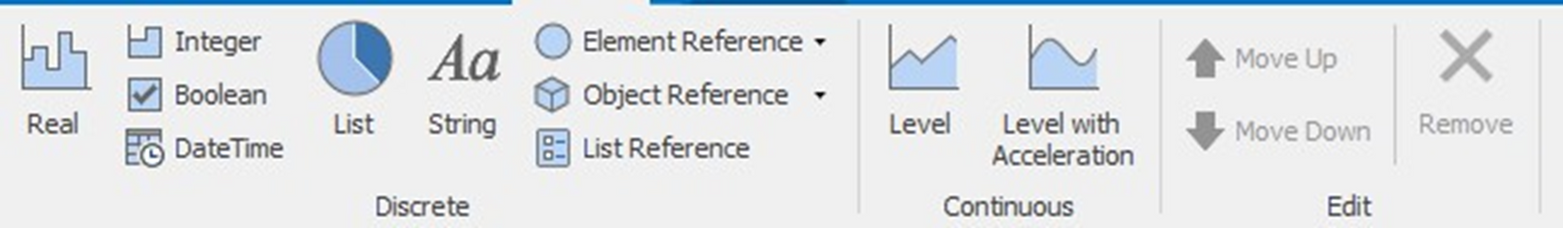 Real
Integer
Boolean
DateTime
List
Aa
String
Element Reference
Object Reference
List Reference
Discrete
Level
Level with
Acceleration
Continuous
Move Up
Move Down
Remove
Edit